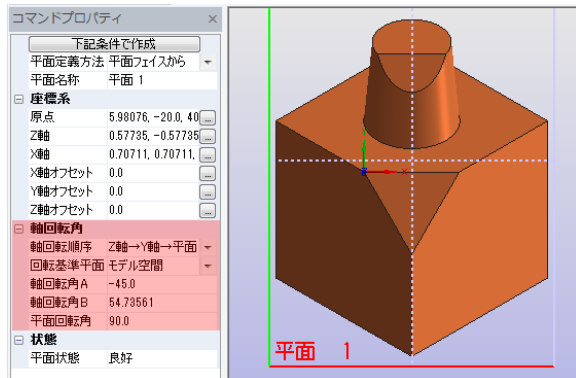 コマンドプロパティ ×
下記条件で作成
平面定義方法 平面フェイスから
平面名称 平面 1
座標系
原点 5.98076, -20.0, 40 ...
Z軸 0.57735, -0.57735 ...
X軸 0.70711, 0.70711, ...
X軸オフセット 0.0 ...
Y軸オフセット 0.0 ...
Z軸オフセット 0.0 ...
軸回転角
軸回転順序 Z軸→Y軸→平面
回転基準平面 モデル空間
軸回転角A -45.0
軸回転角B 54.73561
平面回転角 90.0
状態
平面状態 良好
Y
X
平面 1